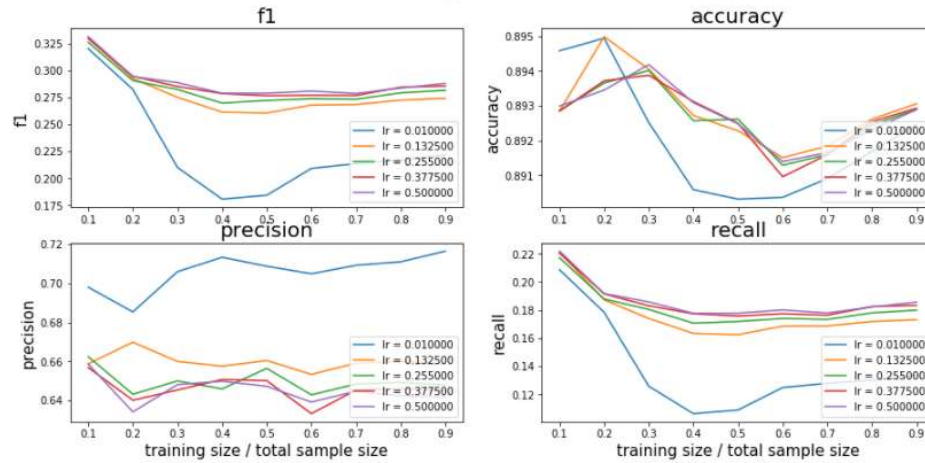 f1
f1
0.325
0.300
0.275
0.250
0.225
0.200
0.175
lr = 0.010000
lr = 0.132500
lr = 0.255000
lr = 0.377500
lr = 0.500000
0.1 0.2 0.3 0.4 0.5 0.6 0.7 0.8 0.9
accuracy
accuracy
0.895
0.894
0.893
0.892
0.891
lr = 0.010000
lr = 0.132500
lr = 0.255000
lr = 0.377500
lr = 0.500000
0.1 0.2 0.3 0.4 0.5 0.6 0.7 0.8 0.9
precision
precision
0.72
0.70
0.68
0.66
0.64
lr = 0.010000
lr = 0.132500
lr = 0.255000
lr = 0.377500
lr = 0.500000
0.1 0.2 0.3 0.4 0.5 0.6 0.7 0.8 0.9
training size / total sample size
recall
recall
0.22
0.20
0.18
0.16
0.14
0.12
lr = 0.010000
lr = 0.132500
lr = 0.255000
lr = 0.377500
lr = 0.500000
0.1 0.2 0.3 0.4 0.5 0.6 0.7 0.8 0.9
training size / total sample size